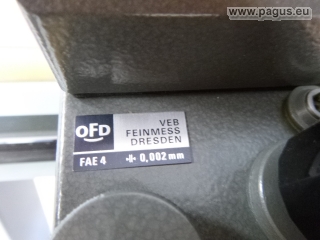 www.pagus.eu
OFD
VEB
FEINMESS
DRESDEN
FAE 4
0,002 mm